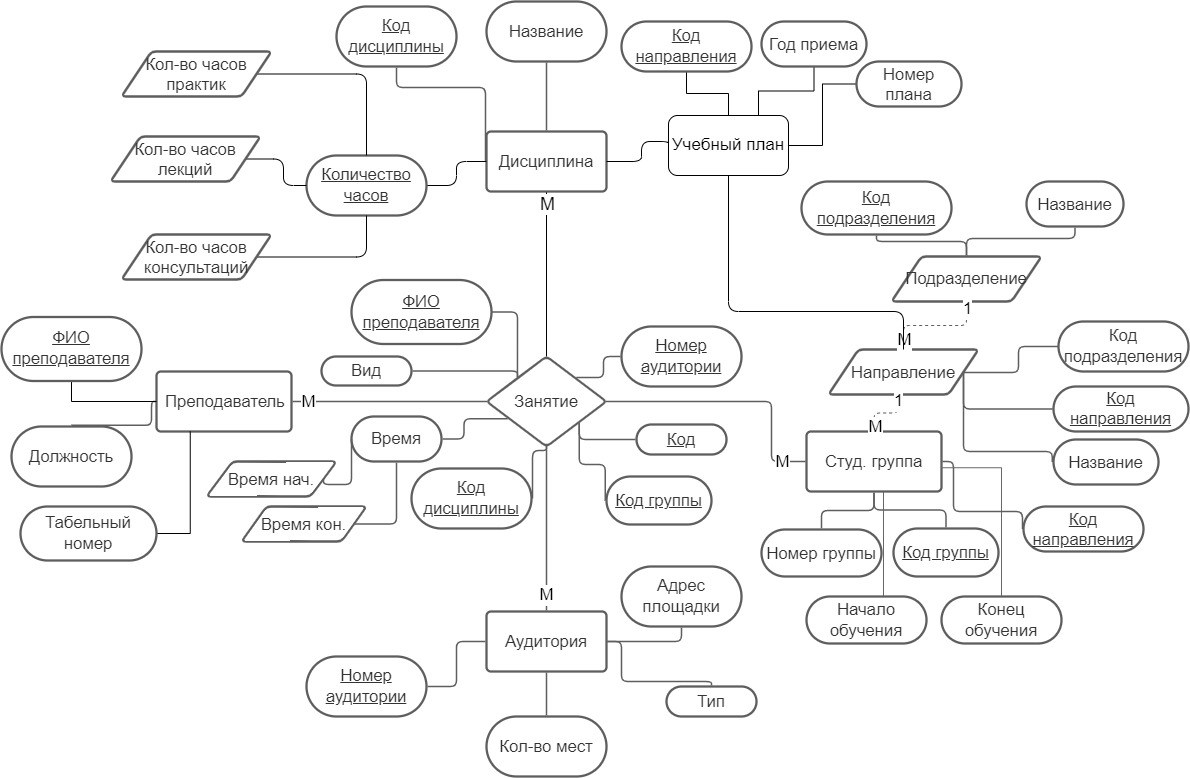 Код
дисциплины
Название
Код
направления
Год приема
Номер
плана
Кол-во часов
практик
Кол-во часов
лекций
Количество
часов
Кол-во часов
консультаций
Дисциплина
М
Учебный план
Код
подразделения
Название
Подразделение
1
М
Направление
1
М
Код
подразделения
Код
направления
Название
ФИО
преподавателя
Преподаватель
М
Должность
Табельный
номер
ФИО
преподавателя
Вид
Занятие
Номер
аудитории
Время
Время нач.
Время кон.
Код
дисциплины
Код
Код группы
М
Студ. группа
Номер группы
Код группы
Код
направления
Начало
обучения
Конец
обучения
М
Аудитория
Адрес
площадки
Номер
аудитории
Тип
Кол-во мест